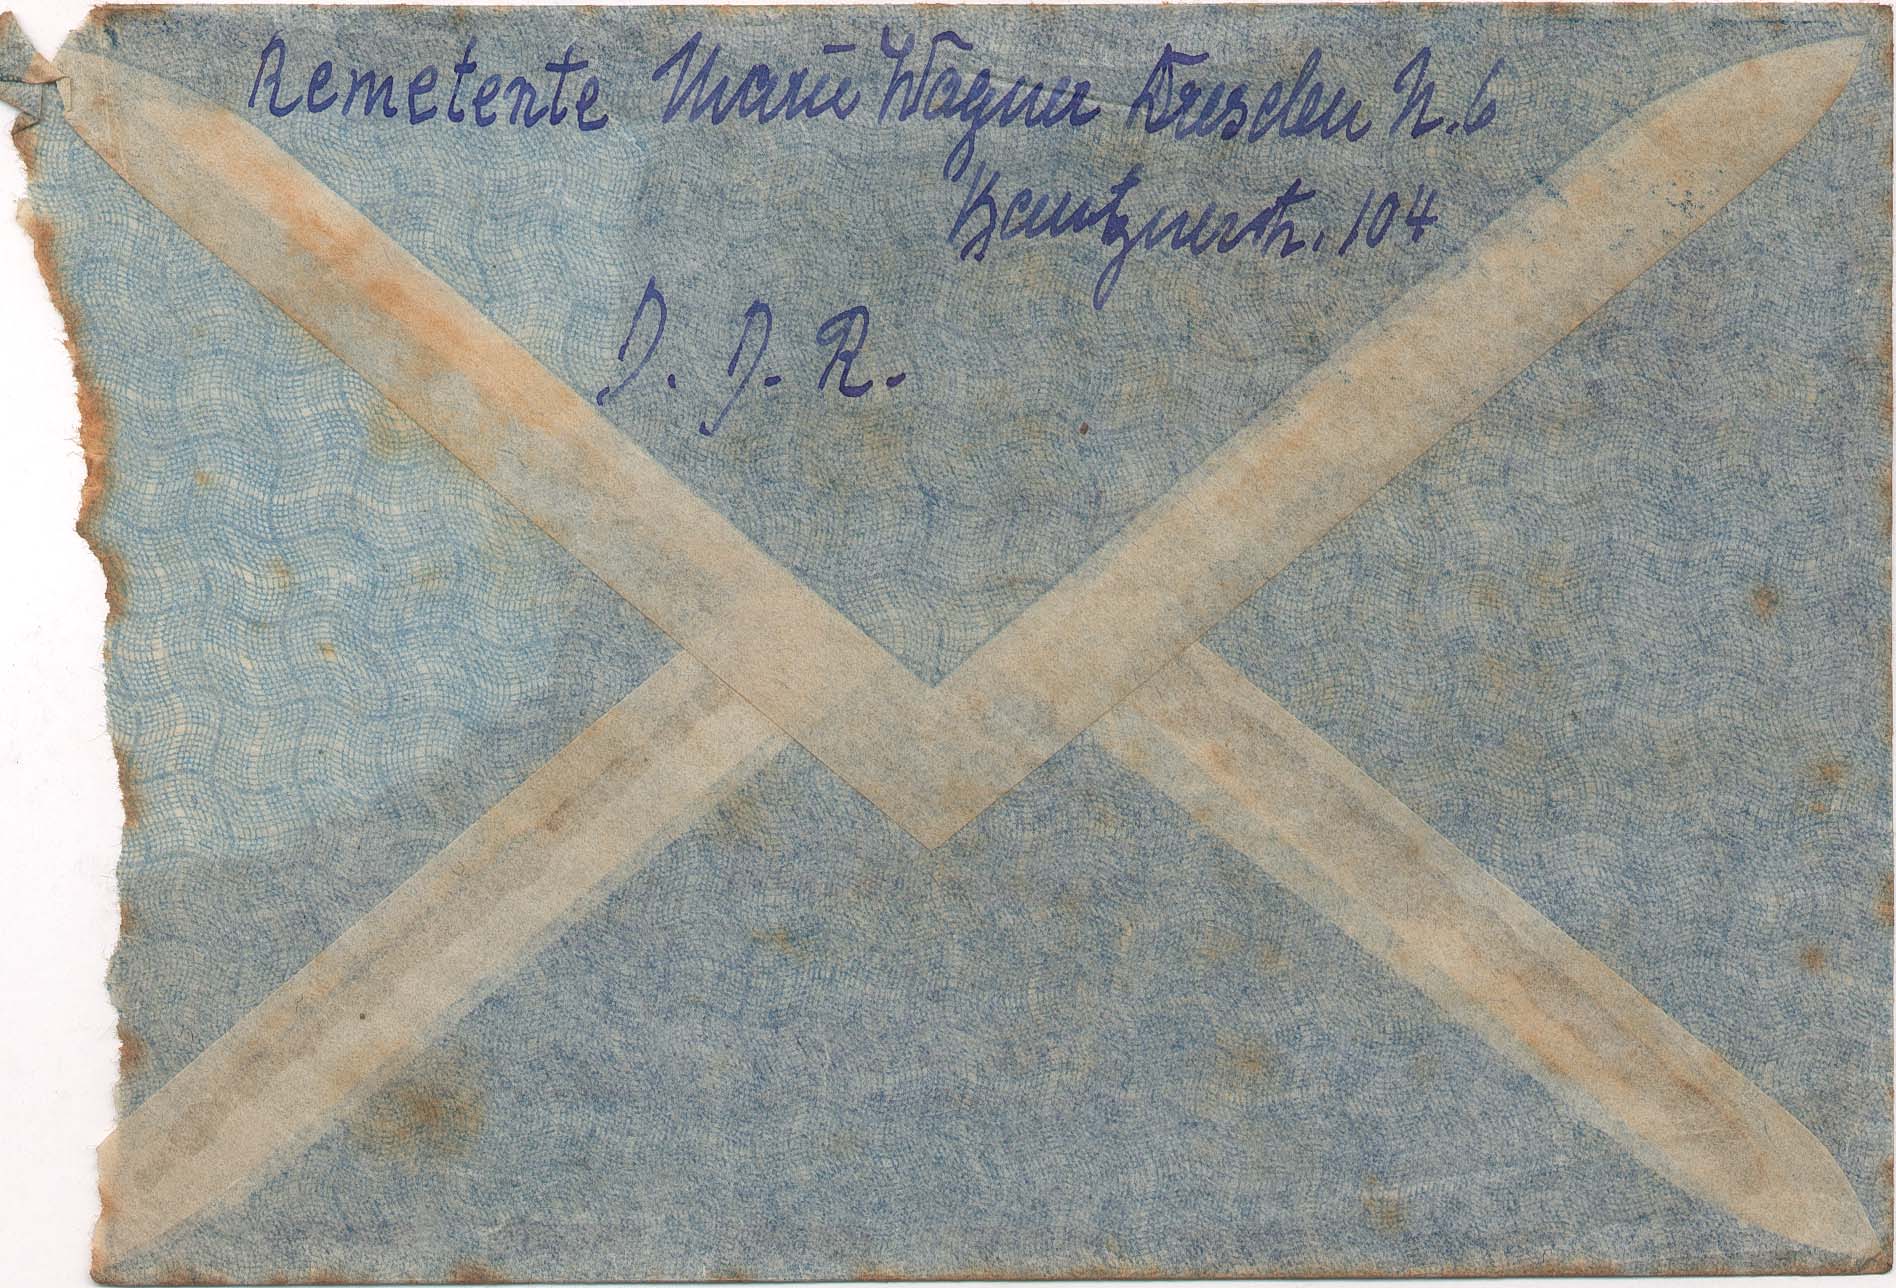 Remetente Marie Wagner Dresden N.6
Bautznerstr. 104
D. D. R.